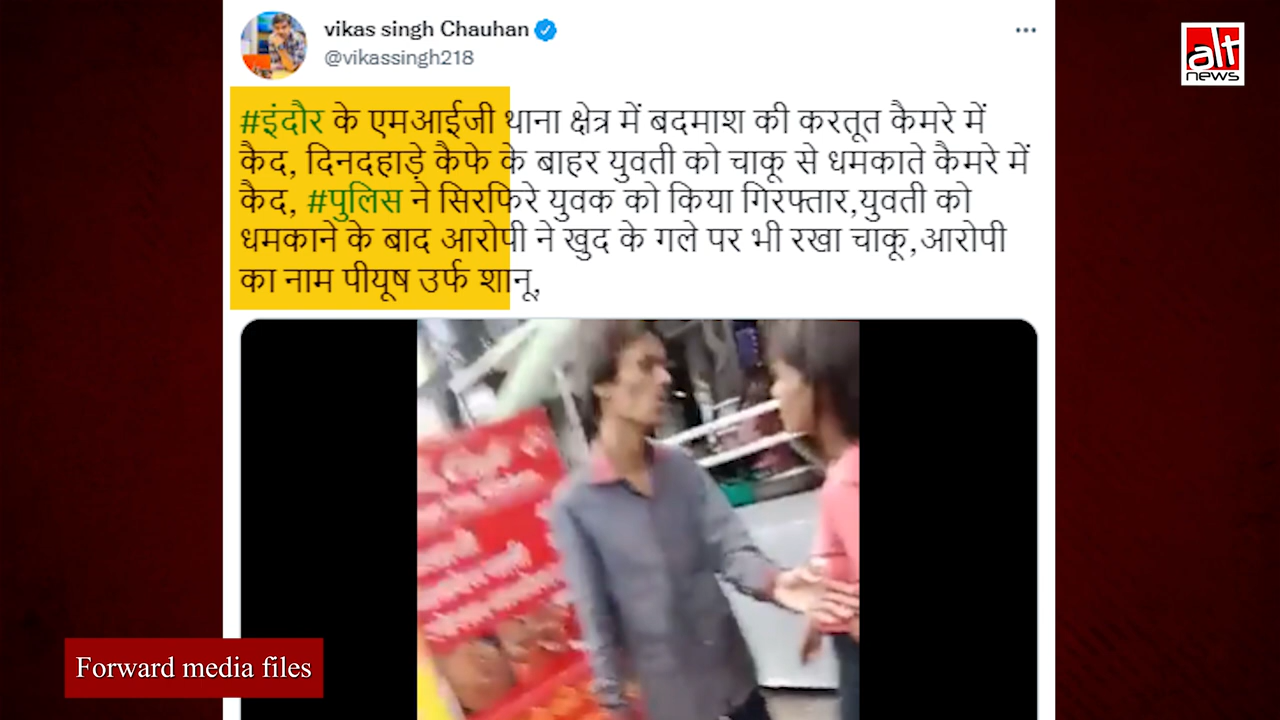 vikas singh Chauhan
@vikassingh218
alt
news
#इंदौर के एमआईजी थाना क्षेत्र में बदमाश की करतूत कैमरे में
कैद, दिनदहाड़े कैफे के बाहर युवती को चाकू से धमकाते कैमरे में
कैद, #पुलिस ने सिरफिरे युवक को किया गिरफ्तार,युवती को
धमकाने के बाद आरोपी ने खुद के गले पर भी रखा चाकू,आरोपी
का नाम पीयूष उर्फ शानू,
Forward media files